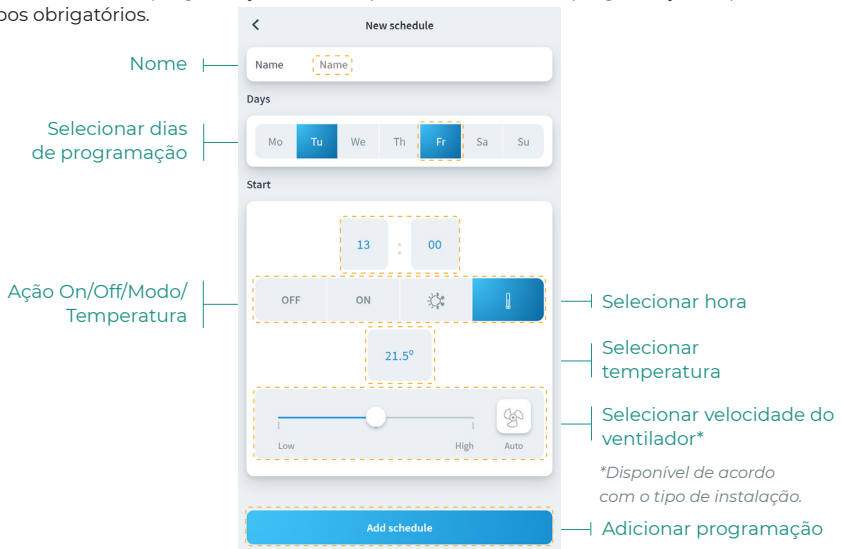 pos obrigatórios.
New schedule
Nome
Name Name
Days
Selecionar dias
de programação
Mo Tu We Th Fr Sa Su
Start
13 : 00
Ação On/Off/Modo/
Temperatura
OFF ON
Selecionar hora
21.5º
Selecionar
temperatura
Low High Auto
Selecionar velocidade do
ventilador*
*Disponível de acordo
com o tipo de instalação.
Add schedule
Adicionar programação